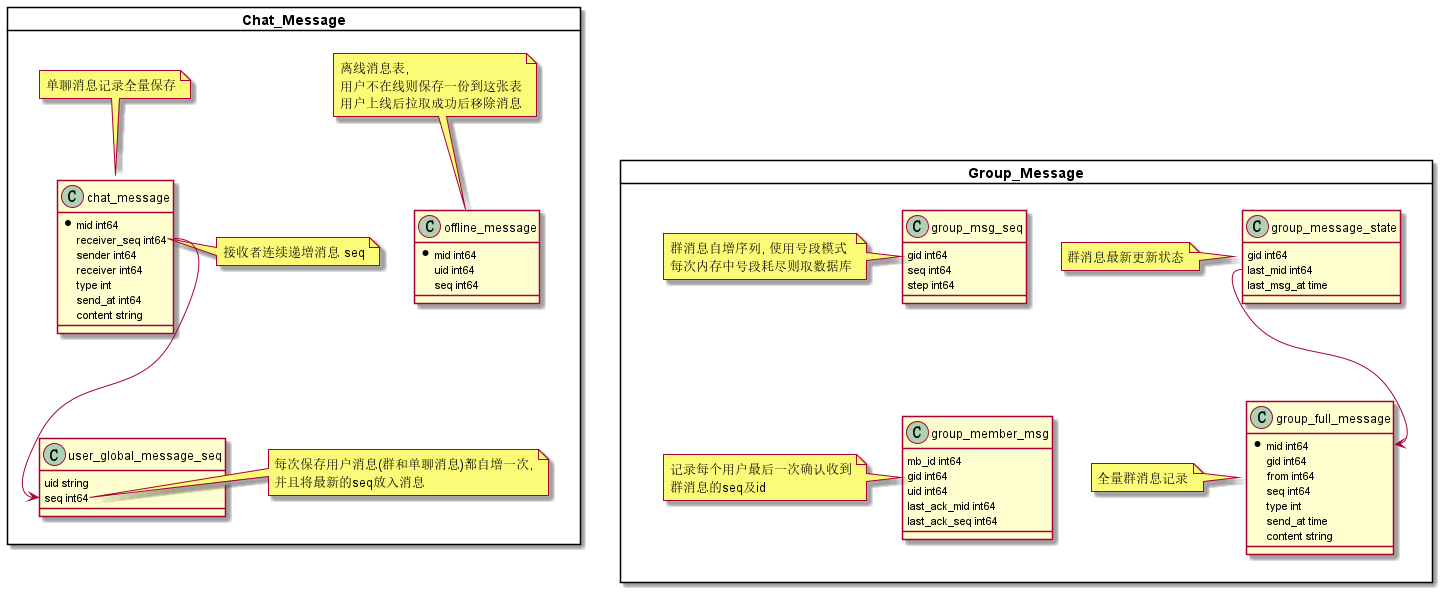 Chat_Message
单聊消息记录全量保存
离线消息表,
用户不在线则保存一份到这张表
用户上线后拉取成功后移除消息
C chat_message
mid int64
receiver_seq int64
sender int64
receiver int64
type int
send_at int64
content string
接收者连续递增消息 seq
C offline_message
mid int64
uid int64
seq int64
C user_global_message_seq
uid string
seq int64
每次保存用户消息(群和单聊消息)都自增一次,
并且将最新的seq放入消息
Group_Message
群消息自增序列, 使用号段模式
每次内存中号段耗尽则取数据库
C group_msg_seq
gid int64
seq int64
step int64
群消息最新更新状态
C group_message_state
gid int64
last_mid int64
last_msg_at time
记录每个用户最后一次确认收到
群消息的seq及id
C group_member_msg
mb_id int64
gid int64
uid int64
last_ack_mid int64
last_ack_seq int64
全量群消息记录
C group_full_message
mid int64
gid int64
from int64
seq int64
type int
send_at time
content string